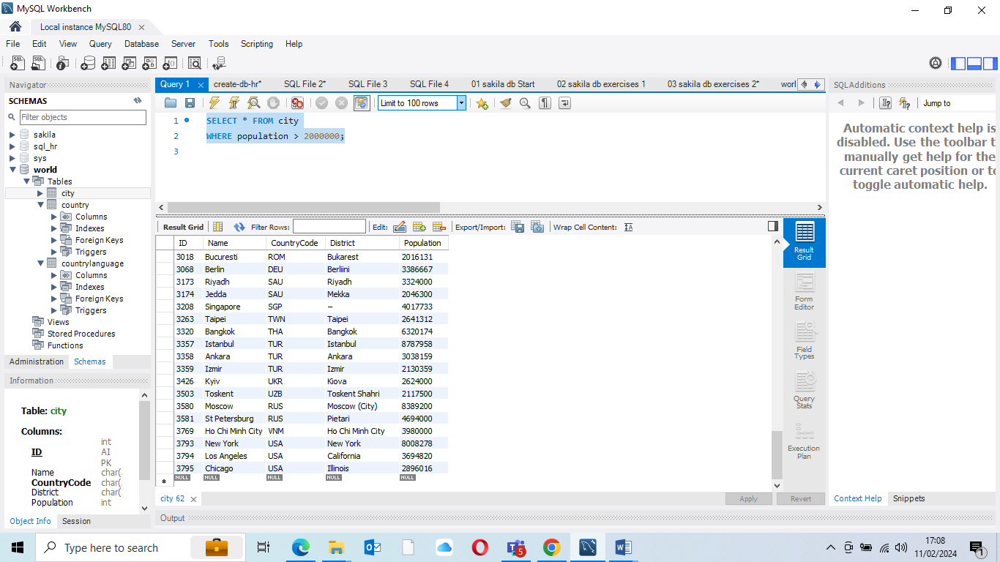 MySQL Workbench
Local instance MySQL80
File Edit View Query Database Server Tools Scripting Help
Navigator
SCHEMAS
Filter objects
sakila
sql_hr
sys
world
Tables
city
country
Columns
Indexes
Foreign Keys
Triggers
countrylanguage
Columns
Indexes
Foreign Keys
Triggers
Views
Stored Procedures
Functions
Administration Schemas
Information
Table: city
Columns:
ID int AI PK
Name char(
CountryCode char(
District char(
Population int
Object Info Session
Query 1 create-db-hr* SQL File 2* SQL File 3 SQL File 4 01 sakila db Start 02 sakila db exercises 1 03 sakila db exercises 2* worl
Limit to 100 rows
1 SELECT * FROM city
2 WHERE population > 2000000;
3
Result Grid Filter Rows: Edit: Export/Import: Wrap Cell Content:
ID Name CountryCode District Population
3018 Bucuresti ROM Bukarest 2016131
3068 Berlin DEU Berliini 3386667
3173 Riyadh SAU Riyadh 3324000
3174 Jedda SAU Mekka 2046300
3208 Singapore SGP – 4017733
3263 Taipei TWN Taipei 2641312
3320 Bangkok THA Bangkok 6320174
3357 Istanbul TUR Istanbul 8787958
3358 Ankara TUR Ankara 3038159
3359 Izmir TUR Izmir 2130359
3426 Kyiv UKR Kiova 2624000
3503 Toskent UZB Toskent Shahri 2117500
3580 Moscow RUS Moscow (City) 8389200
3581 St Petersburg RUS Pietari 4694000
3769 Ho Chi Minh City VNM Ho Chi Minh City 3980000
3793 New York USA New York 8008278
3794 Los Angeles USA California 3694820
3795 Chicago USA Illinois 2896016
NULL NULL NULL NULL NULL
Result
Grid
Form
Editor
Field
Types
Query
Stats
Execution
Plan
city 62 Apply Revert
Output
SQLAdditions
Jump to
Automatic context help is
disabled. Use the toolbar t
manually get help for the
current caret position or to
toggle automatic help.
Context Help Snippets
Type here to search
5
17:08
11/02/2024
1